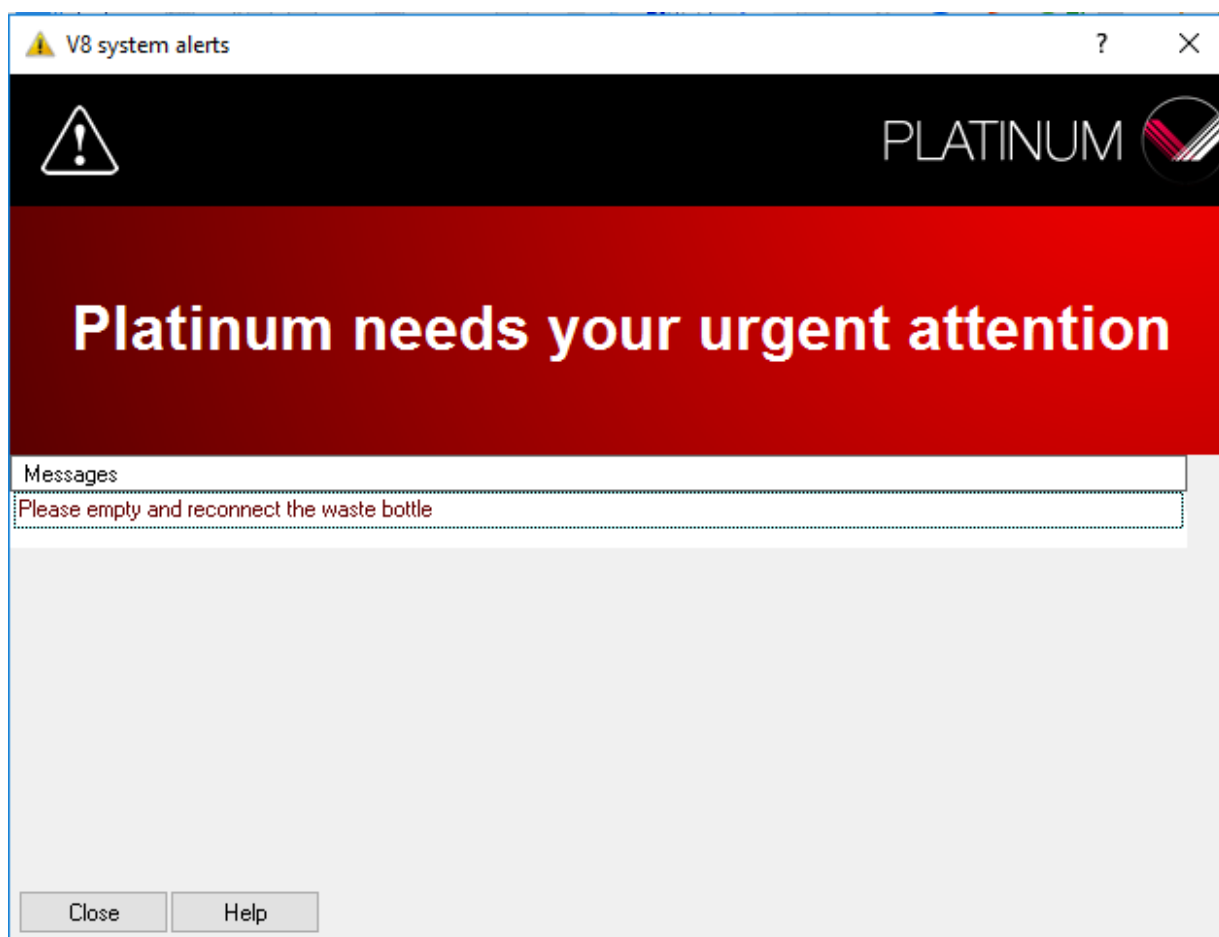 V8 system alerts
PLATINUM
Platinum needs your urgent attention
Messages
Please empty and reconnect the waste bottle
Close Help